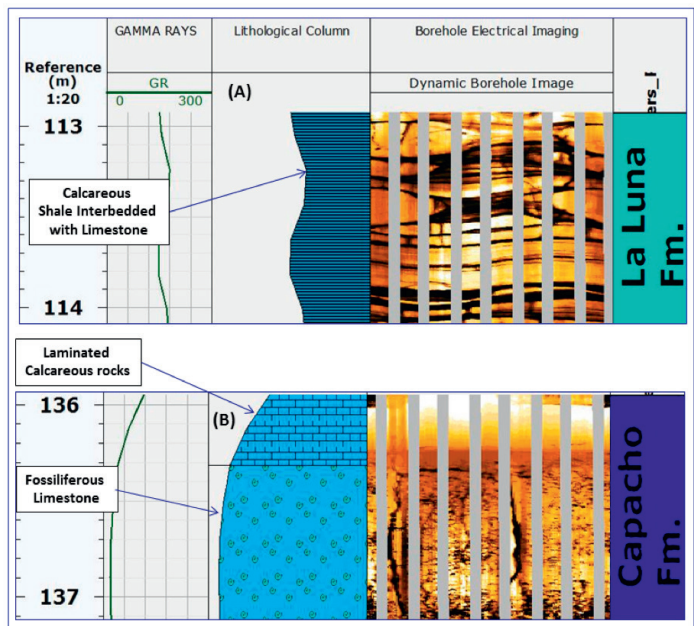 GAMMA RAYS
Lithological Column
Borehole Electrical Imaging
Reference
(m)
1:20
GR
0 300
Dynamic Borehole Image
(A)
113
Calcareous
Shale Interbedded
with Limestone
114
La Luna
Fm.
Laminated
Calcareous rocks
136
(B)
Fossiliferous
Limestone
137
Capacho
Fm.